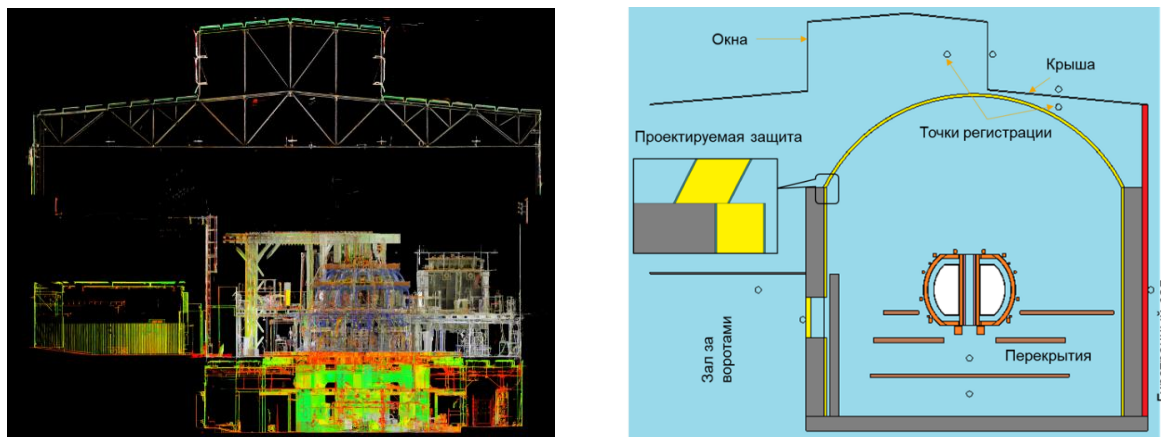 Окна
Крыша
Точки регистрации
Проектируемая защита
Зал за
воротами
Перекрытия